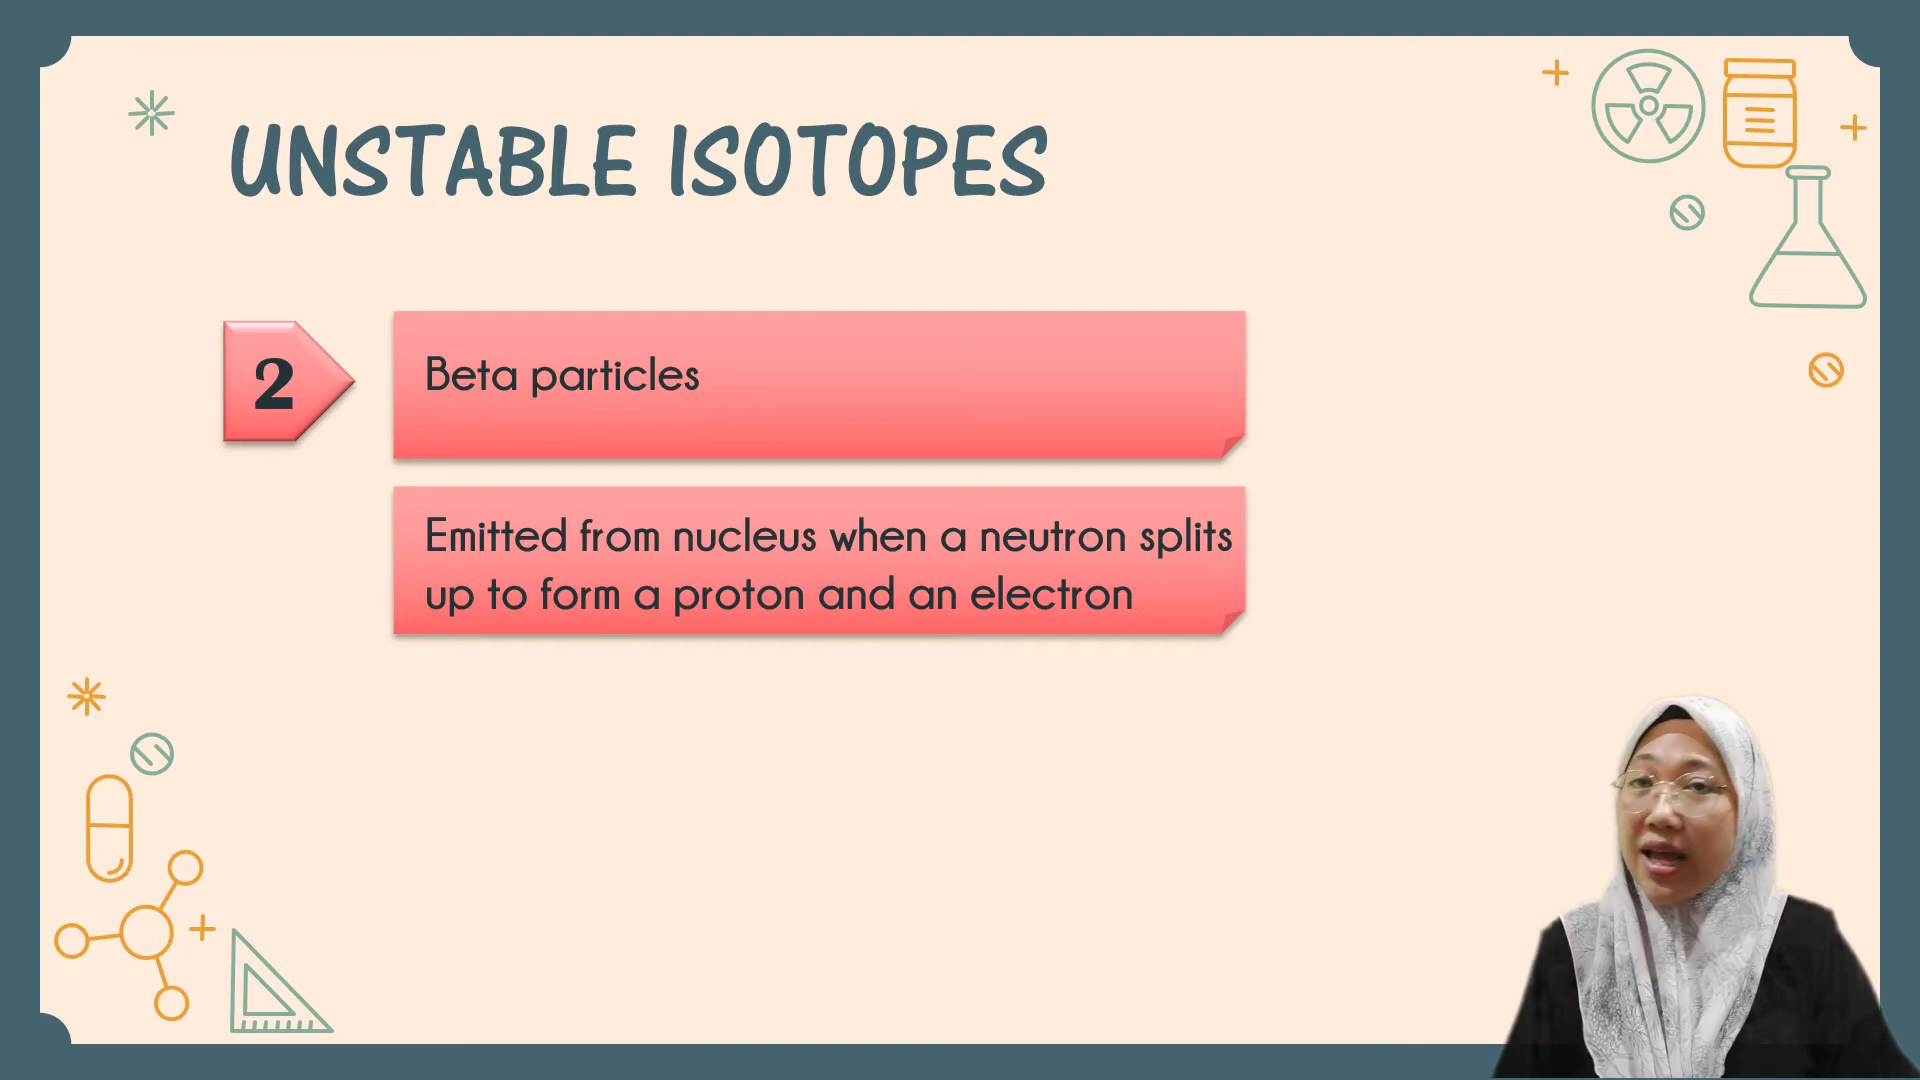 UNSTABLE ISOTOPES
2
Beta particles
Emitted from nucleus when a neutron splits
up to form a proton and an electron